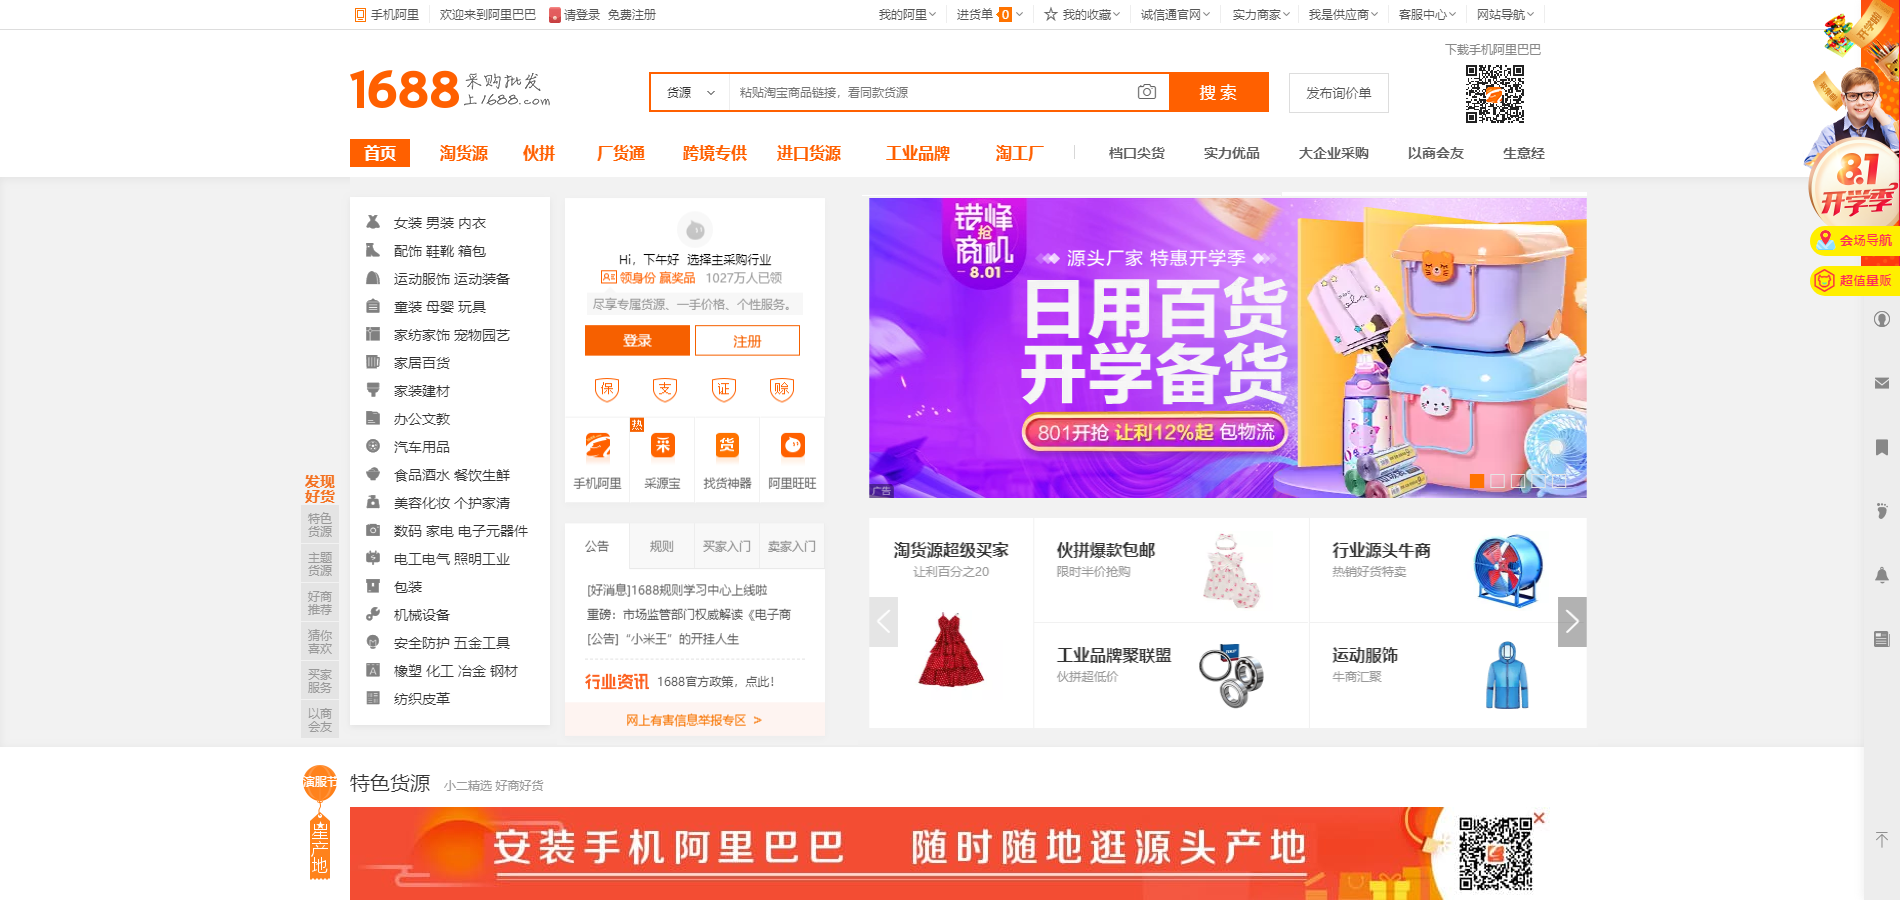 手机阿里
欢迎来到阿里巴巴 请登录 免费注册
我的阿里 进货单 0 我的收藏 诚信通官网 实力商家 我是供应商 客服中心 网站导航
下载手机阿里巴巴
1688 采购批发 上1688.com
货源 粘贴淘宝商品链接，看同款货源 搜索 发布询价单
首页 淘货源 伙拼 厂货通 跨境专供 进口货源 工业品牌 淘工厂 档口尖货 实力优品 大企业采购 以商会友 生意经
女装 男装 内衣
配饰 鞋靴 箱包
运动服饰 运动装备
童装 母婴 玩具
家纺家饰 宠物园艺
家居百货
家装建材
办公文教
汽车用品
食品酒水 餐饮生鲜
美容化妆 个护家清
数码 家电 电子元器件
电工电气 照明工业
包装
机械设备
安全防护 五金工具
橡塑 化工 冶金 钢材
纺织皮革
Hi，下午好 选择主采购行业
领身份 赢奖品 1027万人已领
尽享专属货源、一手价格、个性服务。
登录 注册
保 支 证 赊
热
采 货
手机阿里 采源宝 找货神器 阿里旺旺
公告 规则 买家入门 卖家入门
[好消息]1688规则学习中心上线啦
重磅：市场监管部门权威解读《电子商
[公告]“小米王”的开挂人生
行业资讯 1688官方政策，点此！
网上有害信息举报专区 >
错峰
抢
商机
8.01
源头厂家 特惠开学季
日用百货
开学备货
801开抢 让利12%起 包物流
广告
淘货源超级买家
让利百分之20
伙拼爆款包邮
限时半价抢购
行业源头牛商
热销好货特卖
工业品牌聚联盟
伙拼超低价
运动服饰
牛商汇聚
8.1
开学季
会场导航
超值量贩
发现
好货
特色
货源
主题
货源
好商
推荐
猜你
喜欢
买家
服务
以商
会友
演服节
星产地
特色货源 小二精选 好商好货
安装手机阿里巴巴 随时随地逛源头产地